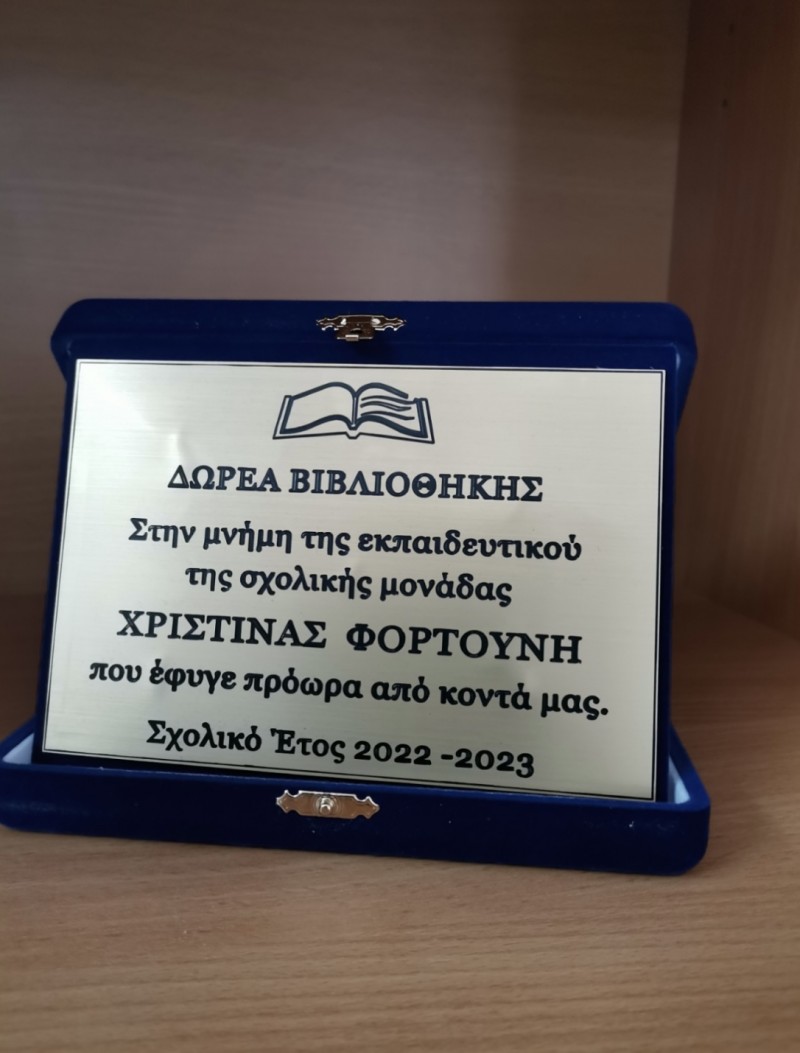 ΔΩΡΕΑ ΒΙΒΛΙΟΘΗΚΗΣ
Στην μνήμη της εκπαιδευτικού
της σχολικής μονάδας
ΧΡΙΣΤΙΝΑΣ ΦΟΡΤΟΥΝΗ
που έφυγε πρόωρα από κοντά μας.
Σχολικό Έτος 2022 -2023